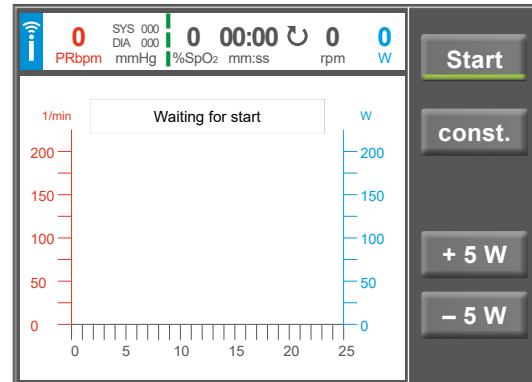 0 SYS 000 0 00:00 0 0
DIA 000
PRbpm mmHg %SpO₂ mm:ss rpm W
Start
1/min Waiting for start W
const.
200 200
150 150
100 100
+ 5 W
50 50
– 5 W
0 0
0 5 10 15 20 25